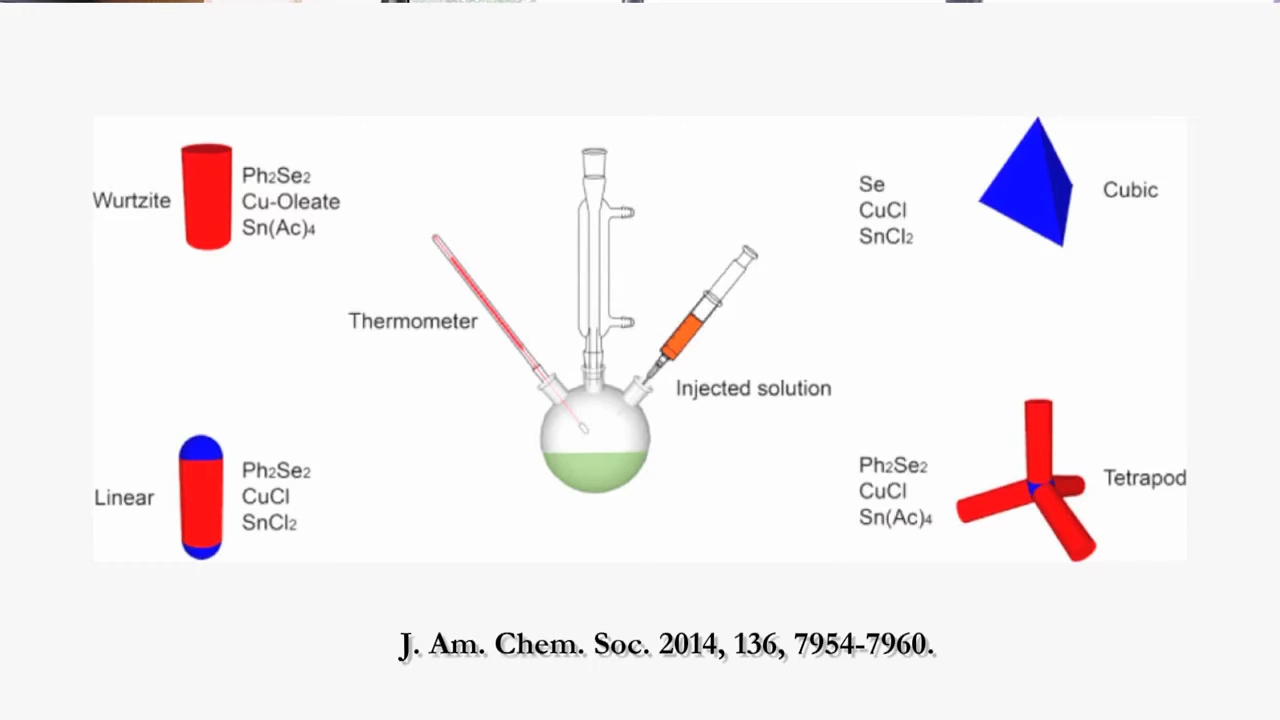 Wurtzite
Ph₂Se₂
Cu-Oleate
Sn(Ac)₄
Se
CuCl
SnCl₂
Cubic
Thermometer
Injected solution
Linear
Ph₂Se₂
CuCl
SnCl₂
Ph₂Se₂
CuCl
Sn(Ac)₄
Tetrapod
J. Am. Chem. Soc. 2014, 136, 7954-7960.